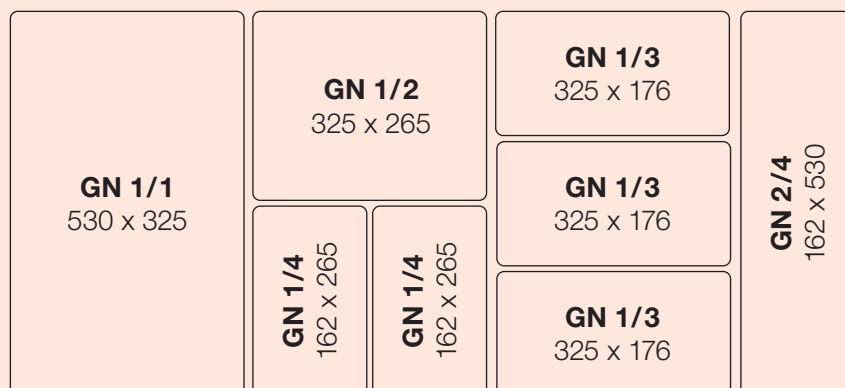 GN 1/1
530 x 325
GN 1/2
325 x 265
GN 1/4
162 x 265
GN 1/4
162 x 265
GN 1/3
325 x 176
GN 1/3
325 x 176
GN 1/3
325 x 176
GN 2/4
162 x 530